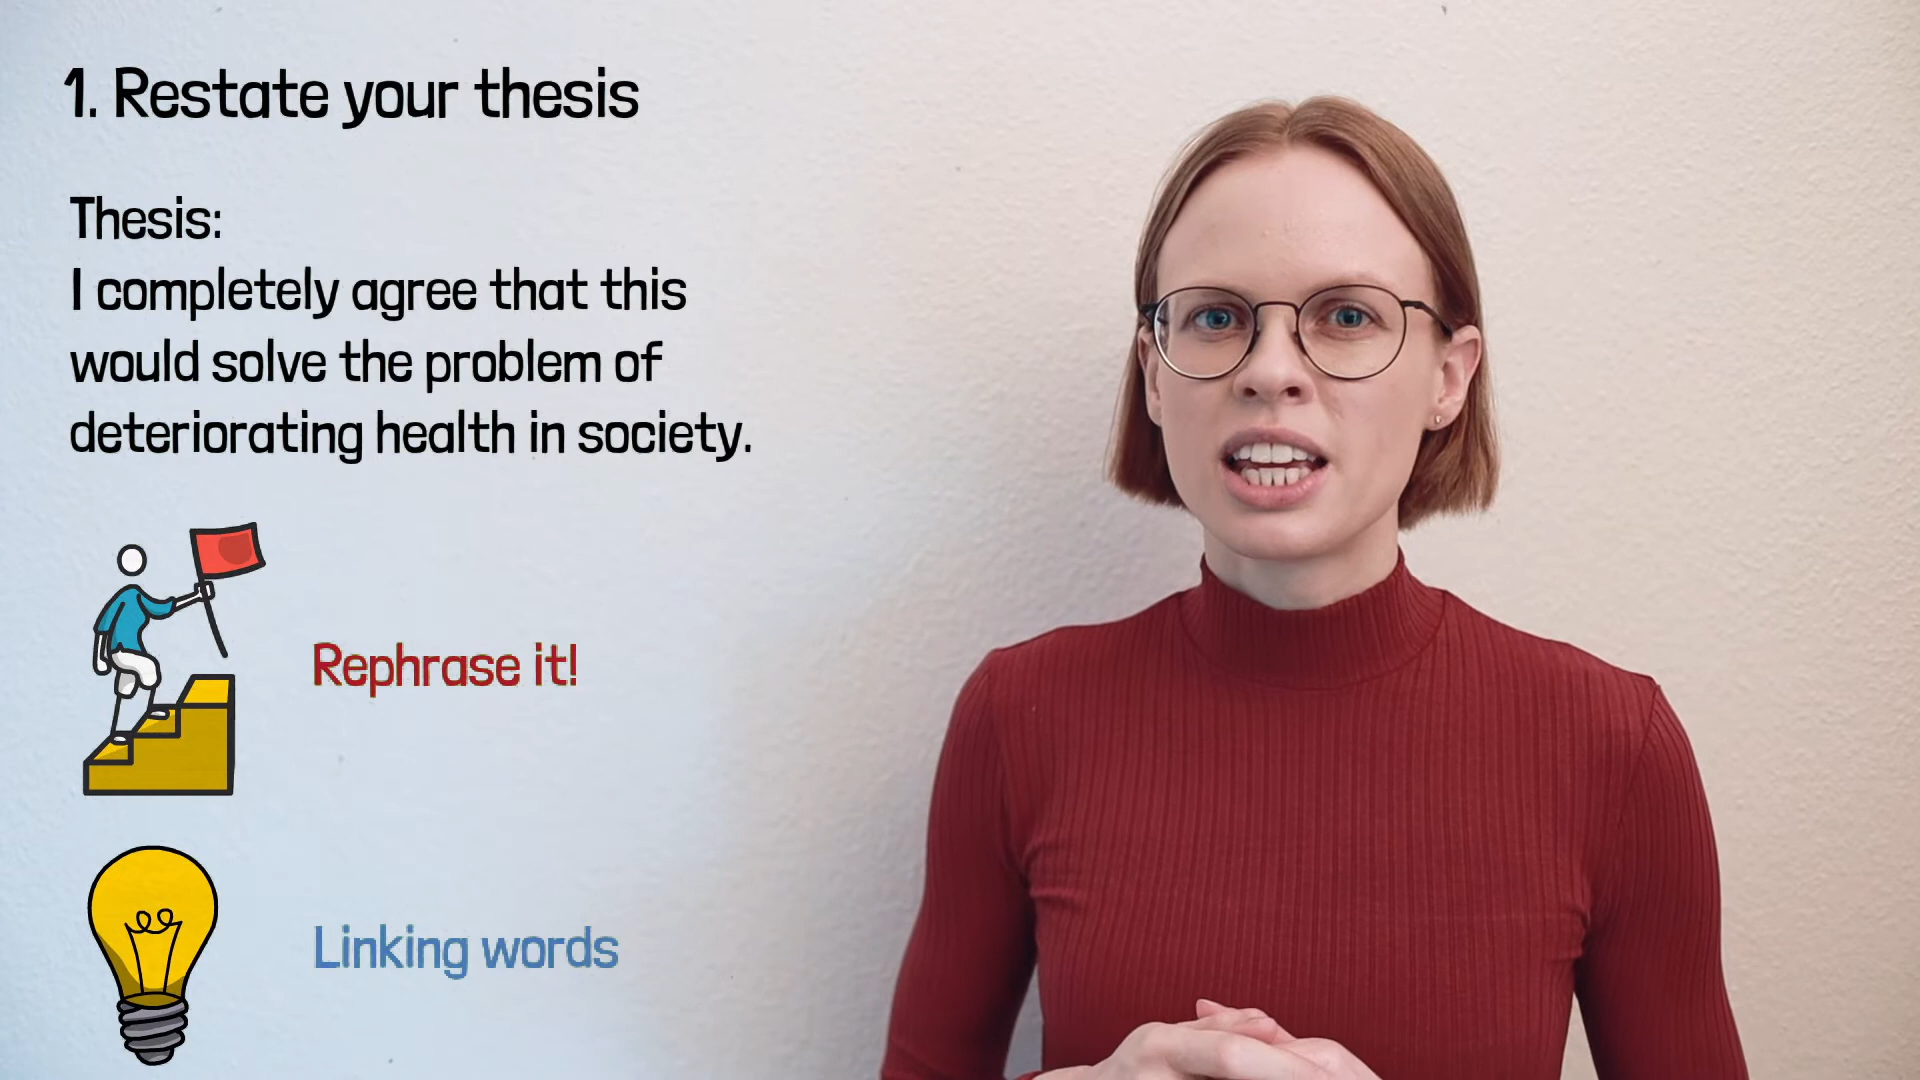 1. Restate your thesis
Thesis:
I completely agree that this
would solve the problem of
deteriorating health in society.
Rephrase it!
Linking words